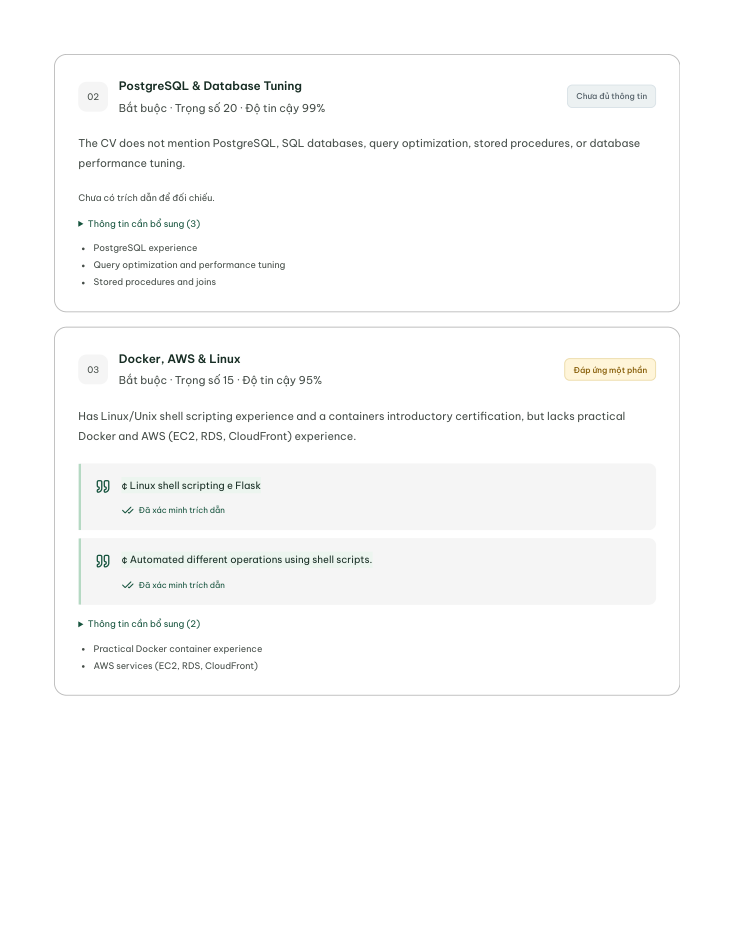 02
PostgreSQL & Database Tuning
Bắt buộc · Trọng số 20 · Độ tin cậy 99%
Chưa đủ thông tin
The CV does not mention PostgreSQL, SQL databases, query optimization, stored procedures, or database
performance tuning.
Chưa có trích dẫn để đối chiếu.
▸ Thông tin cần bổ sung (3)
• PostgreSQL experience
• Query optimization and performance tuning
• Stored procedures and joins
03
Docker, AWS & Linux
Bắt buộc · Trọng số 15 · Độ tin cậy 95%
Đáp ứng một phần
Has Linux/Unix shell scripting experience and a containers introductory certification, but lacks practical
Docker and AWS (EC2, RDS, CloudFront) experience.
¢ Linux shell scripting e Flask
Đã xác minh trích dẫn
¢ Automated different operations using shell scripts.
Đã xác minh trích dẫn
▸ Thông tin cần bổ sung (2)
• Practical Docker container experience
• AWS services (EC2, RDS, CloudFront)